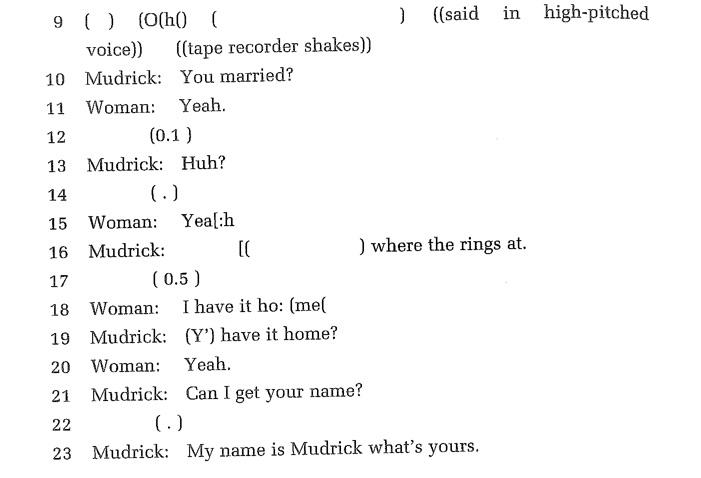 9 ( ) (O(h() ( ) ((said in high-pitched
voice)) ((tape recorder shakes))
10 Mudrick: You married?
11 Woman: Yeah.
12 (0.1 )
13 Mudrick: Huh?
14 ( . )
15 Woman: Yea[:h
16 Mudrick: [( ) where the rings at.
17 ( 0.5 )
18 Woman: I have it ho: (me(
19 Mudrick: (Y') have it home?
20 Woman: Yeah.
21 Mudrick: Can I get your name?
22 ( . )
23 Mudrick: My name is Mudrick what's yours.